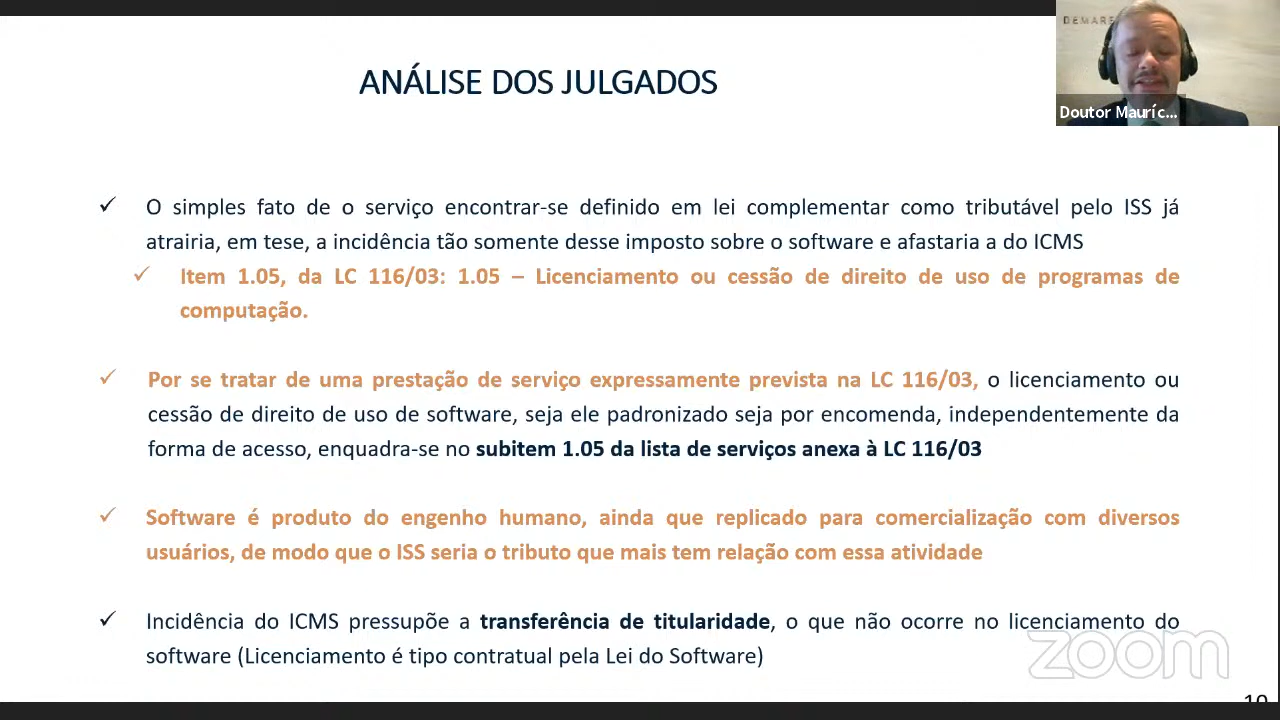 DEMARE
Doutor Mauríc...
ANÁLISE DOS JULGADOS
✓ O simples fato de o serviço encontrar-se definido em lei complementar como tributável pelo ISS já
atrairia, em tese, a incidência tão somente desse imposto sobre o software e afastaria a do ICMS
✓ Item 1.05, da LC 116/03: 1.05 – Licenciamento ou cessão de direito de uso de programas de
computação.
✓ Por se tratar de uma prestação de serviço expressamente prevista na LC 116/03, o licenciamento ou
cessão de direito de uso de software, seja ele padronizado seja por encomenda, independentemente da
forma de acesso, enquadra-se no subitem 1.05 da lista de serviços anexa à LC 116/03
✓ Software é produto do engenho humano, ainda que replicado para comercialização com diversos
usuários, de modo que o ISS seria o tributo que mais tem relação com essa atividade
✓ Incidência do ICMS pressupõe a transferência de titularidade, o que não ocorre no licenciamento do
software (Licenciamento é tipo contratual pela Lei do Software)
zoom